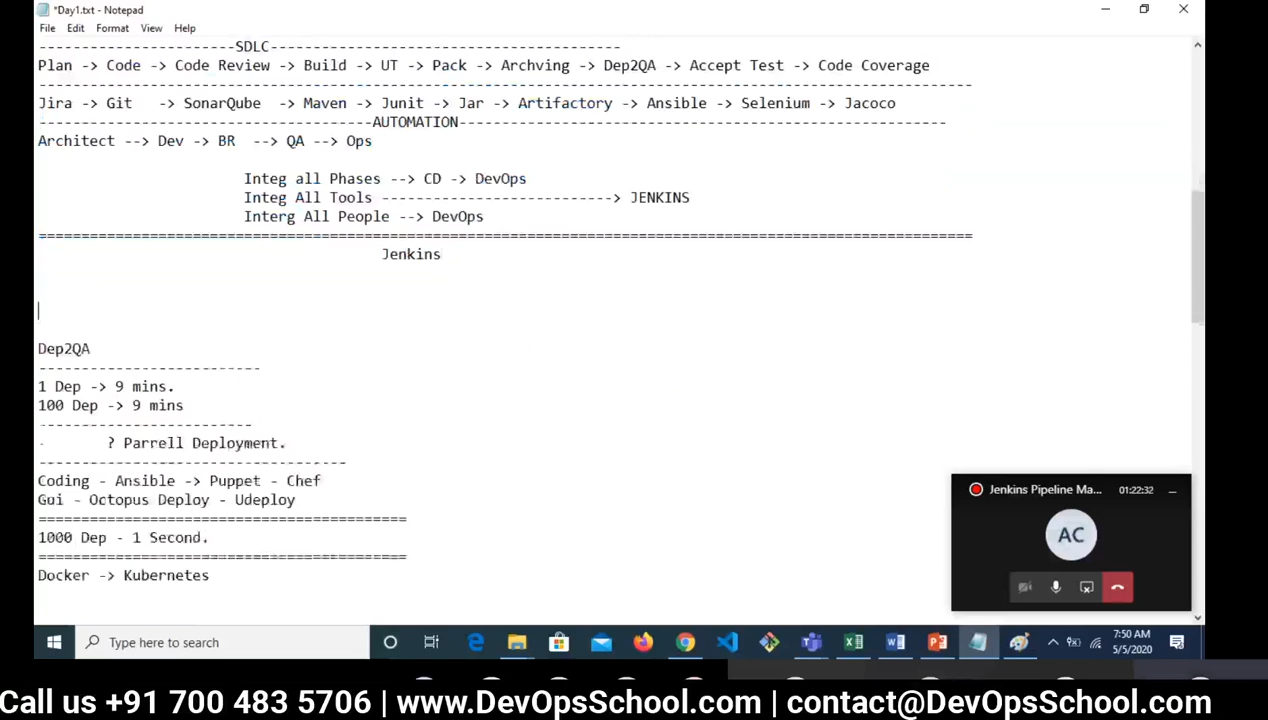 *Day1.txt - Notepad
File Edit Format View Help
-----------------------SDLC-----------------------------------------
Plan -> Code -> Code Review -> Build -> UT -> Pack -> Archving -> Dep2QA -> Accept Test -> Code Coverage
-------------------------------------------------------------------------------------------------------------
Jira -> Git   -> SonarQube  -> Maven -> Junit -> Jar -> Artifactory -> Ansible -> Selenium -> Jacoco
---------------------------------------AUTOMATION---------------------------------------------------------
Architect --> Dev -> BR  --> QA --> Ops
Integ all Phases --> CD -> DevOps
Integ All Tools ---------------------------> JENKINS
Interg All People --> DevOps
=============================================================================================================
Jenkins
Dep2QA
--------------------------
1 Dep -> 9 mins.
100 Dep -> 9 mins
-------------------------
-       ? Parrell Deployment.
------------------------------------
Coding - Ansible -> Puppet - Chef
Gui - Octopus Deploy - Udeploy
===========================================
1000 Dep - 1 Second.
===========================================
Docker -> Kubernetes
Jenkins Pipeline Ma... 01:22:32
AC
Type here to search
7:50 AM
5/5/2020
Call us +91 700 483 5706 | www.DevOpsSchool.com | contact@DevOpsSchool.com